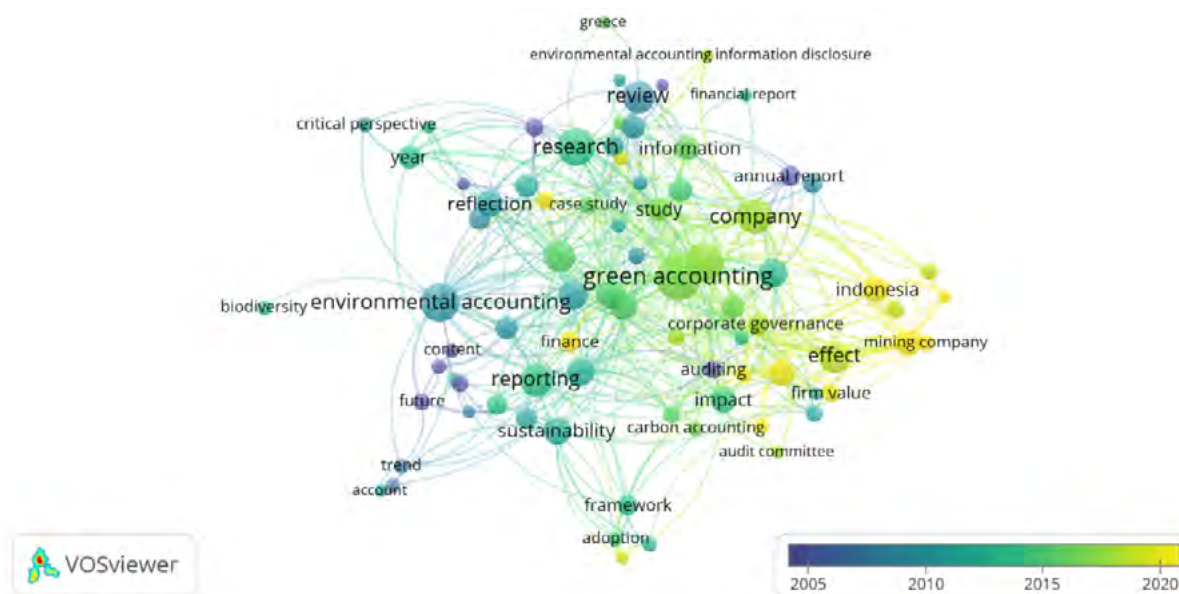 greece
environmental accounting information disclosure
review
financial report
critical perspective
research
information
year
annual report
reflection
case study
study
company
green accounting
indonesia
environmental accounting
biodiversity
corporate governance
finance
mining company
content
effect
auditing
reporting
firm value
impact
future
carbon accounting
sustainability
audit committee
trend
account
framework
adoption
VOSviewer
2005 2010 2015 2020